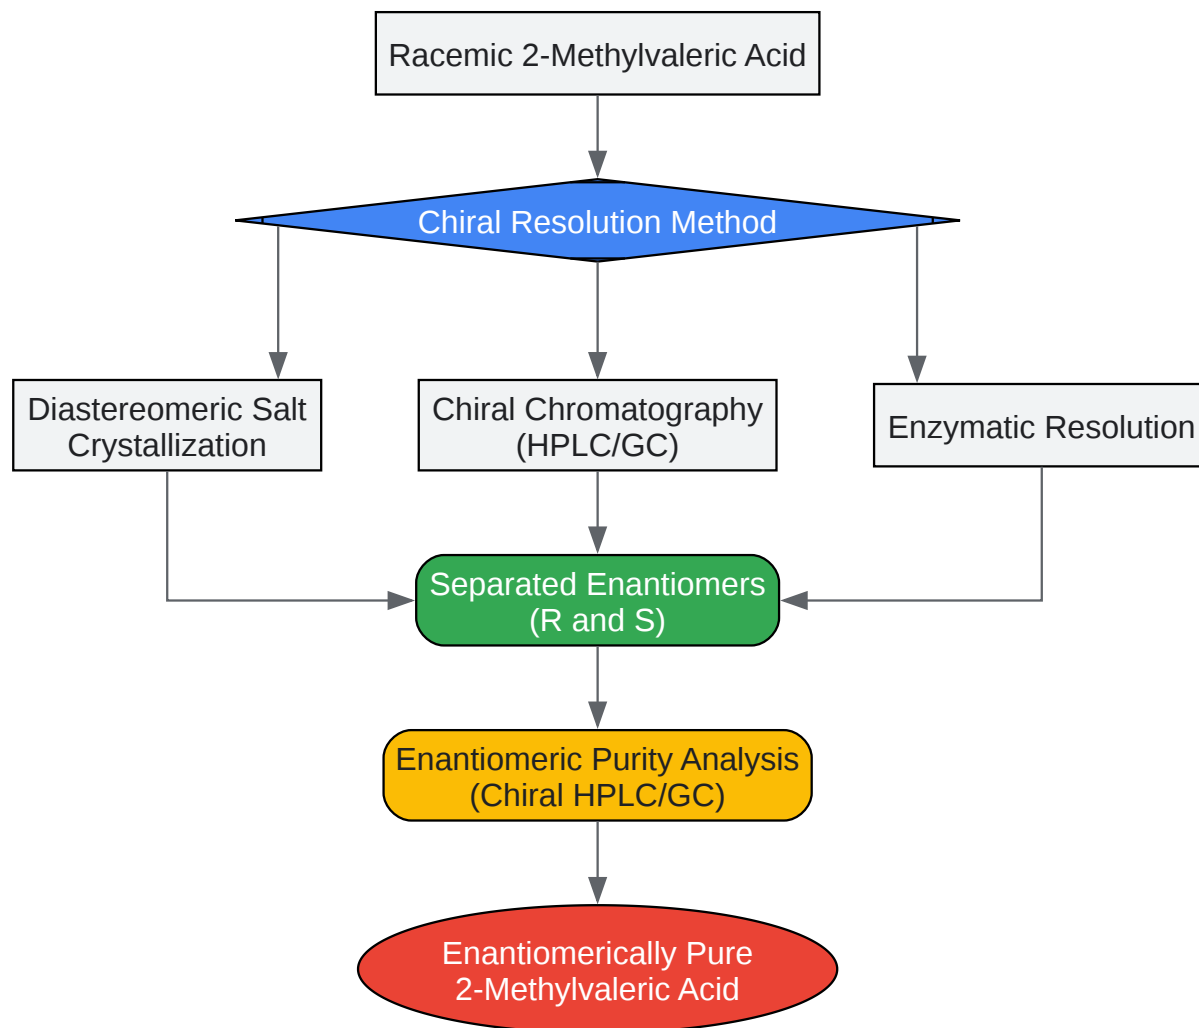 Racemic 2-Methylvaleric Acid
Chiral Resolution Method
Diastereomeric Salt
Crystallization
Chiral Chromatography
(HPLC/GC)
Enzymatic Resolution
Separated Enantiomers
(R and S)
Enantiomeric Purity Analysis
(Chiral HPLC/GC)
Enantiomerically Pure
2-Methylvaleric Acid